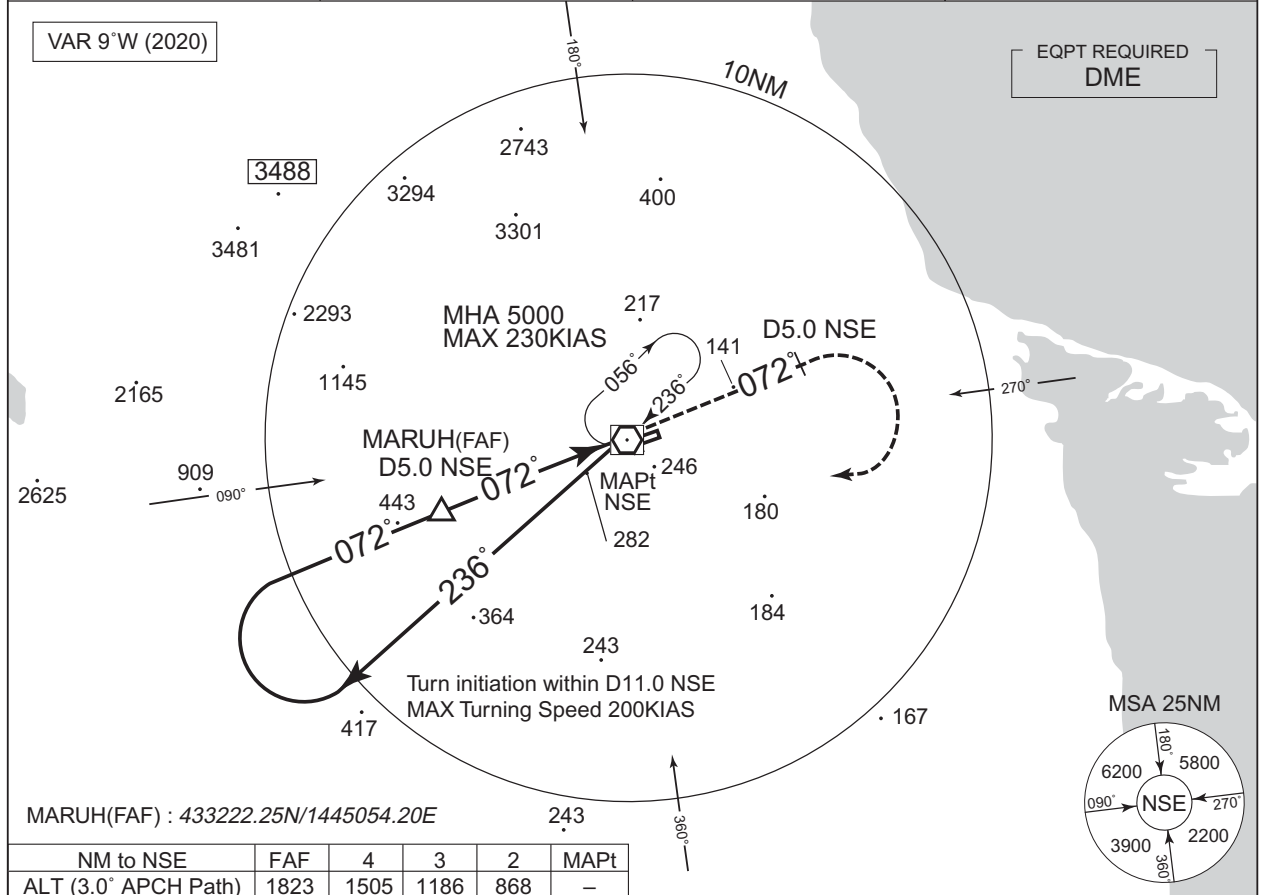 VAR 9˚W (2020)
EQPT REQUIRED
DME
180°
10NM
2743
3488
3294
400
3301
3481
2293
MHA 5000
MAX 230KIAS
217
D5.0 NSE
141
056°
072°
236°
1145
270°
2165
MARUH(FAF)
D5.0 NSE
072°
909
2625
090°
443
MAPt
NSE
246
180
282
072°
236°
364
184
243
Turn initiation within D11.0 NSE
MAX Turning Speed 200KIAS
417
167
MSA 25NM
180°
6200
5800
090°
NSE
270°
3900
2200
360°
MARUH(FAF) : 433222.25N/1445054.20E
243
360°
NM to NSE FAF 4 3 2 MAPt
ALT (3.0˚ APCH Path) 1823 1505 1186 868 –